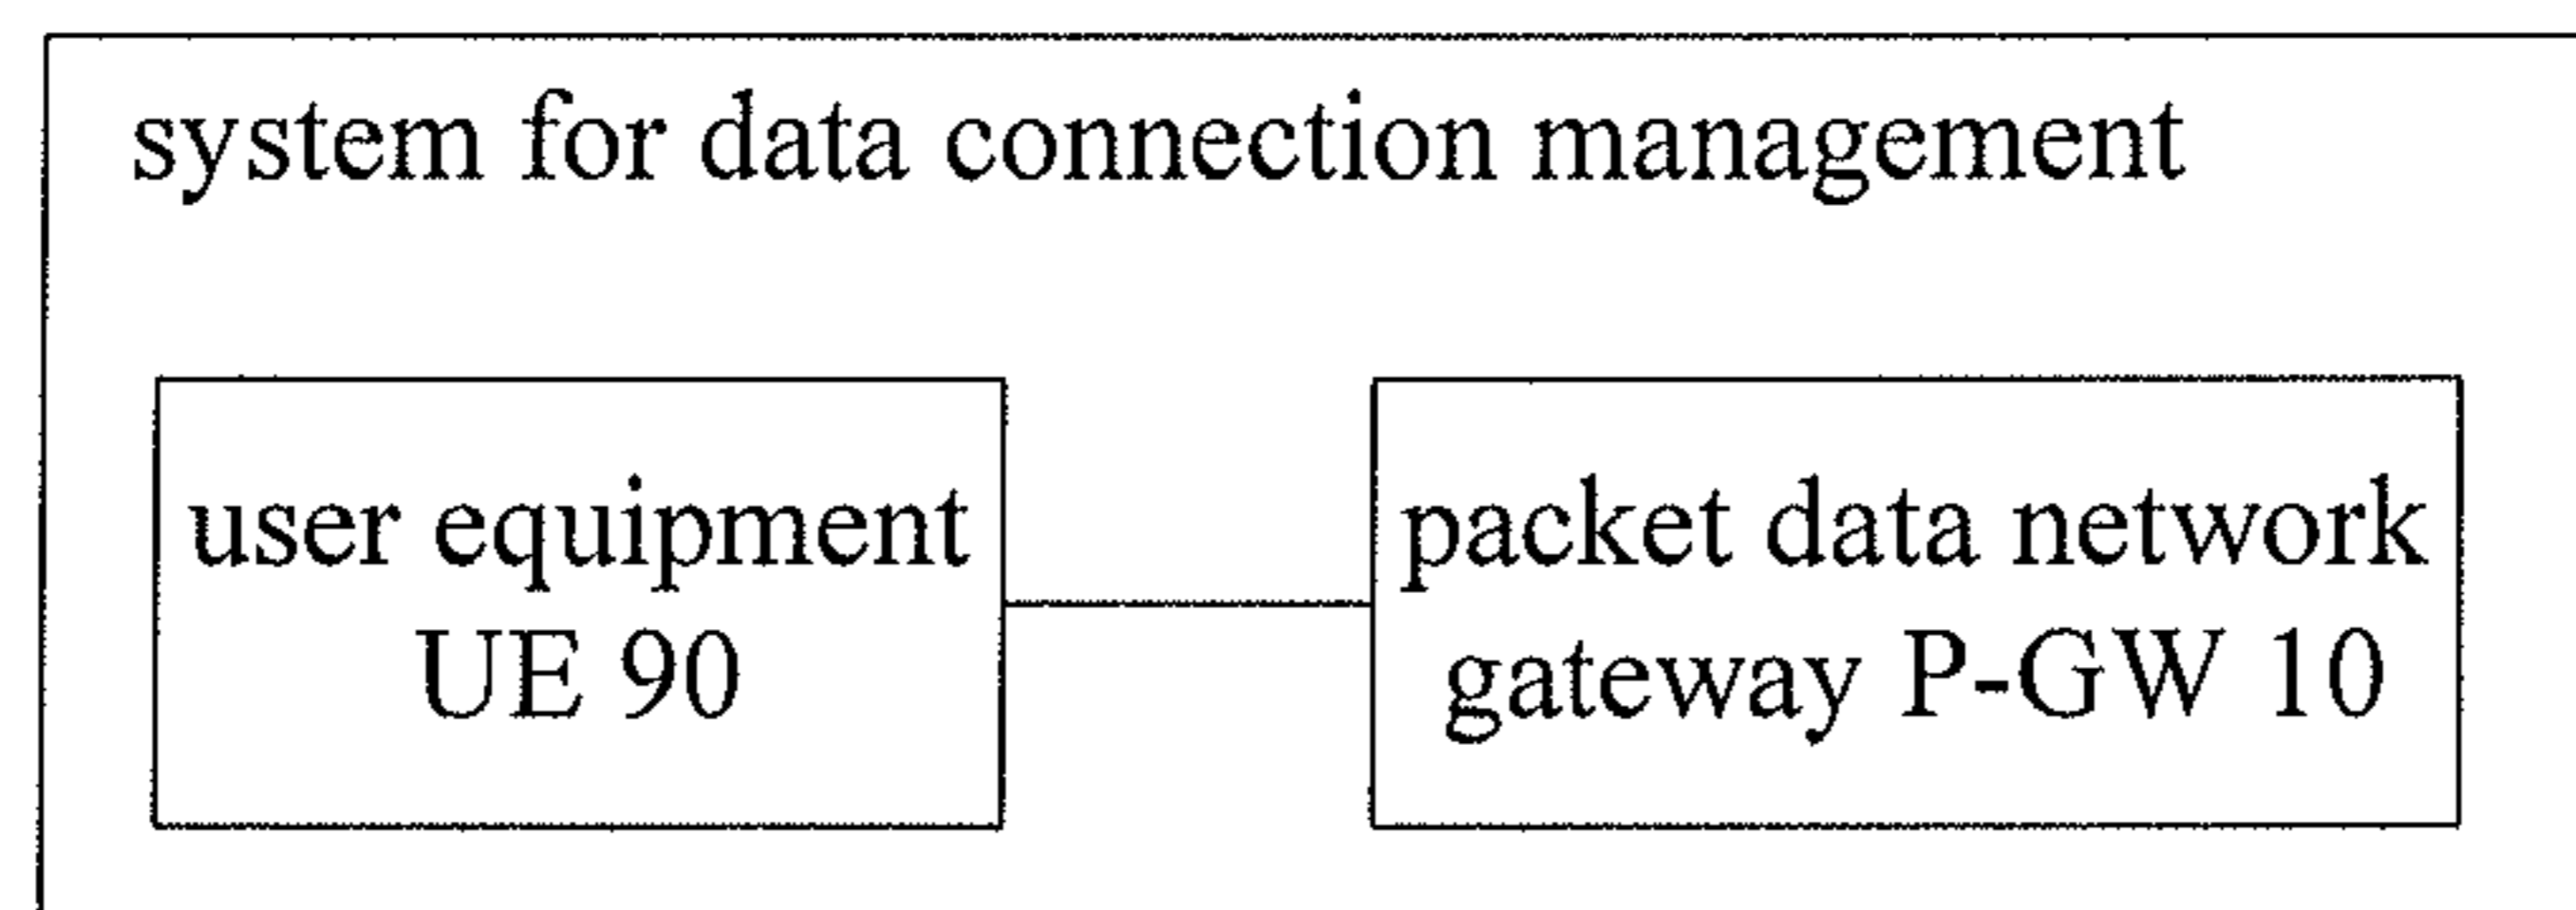 system for data connection management
user equipment
UE 90
packet data network
gateway P-GW 10